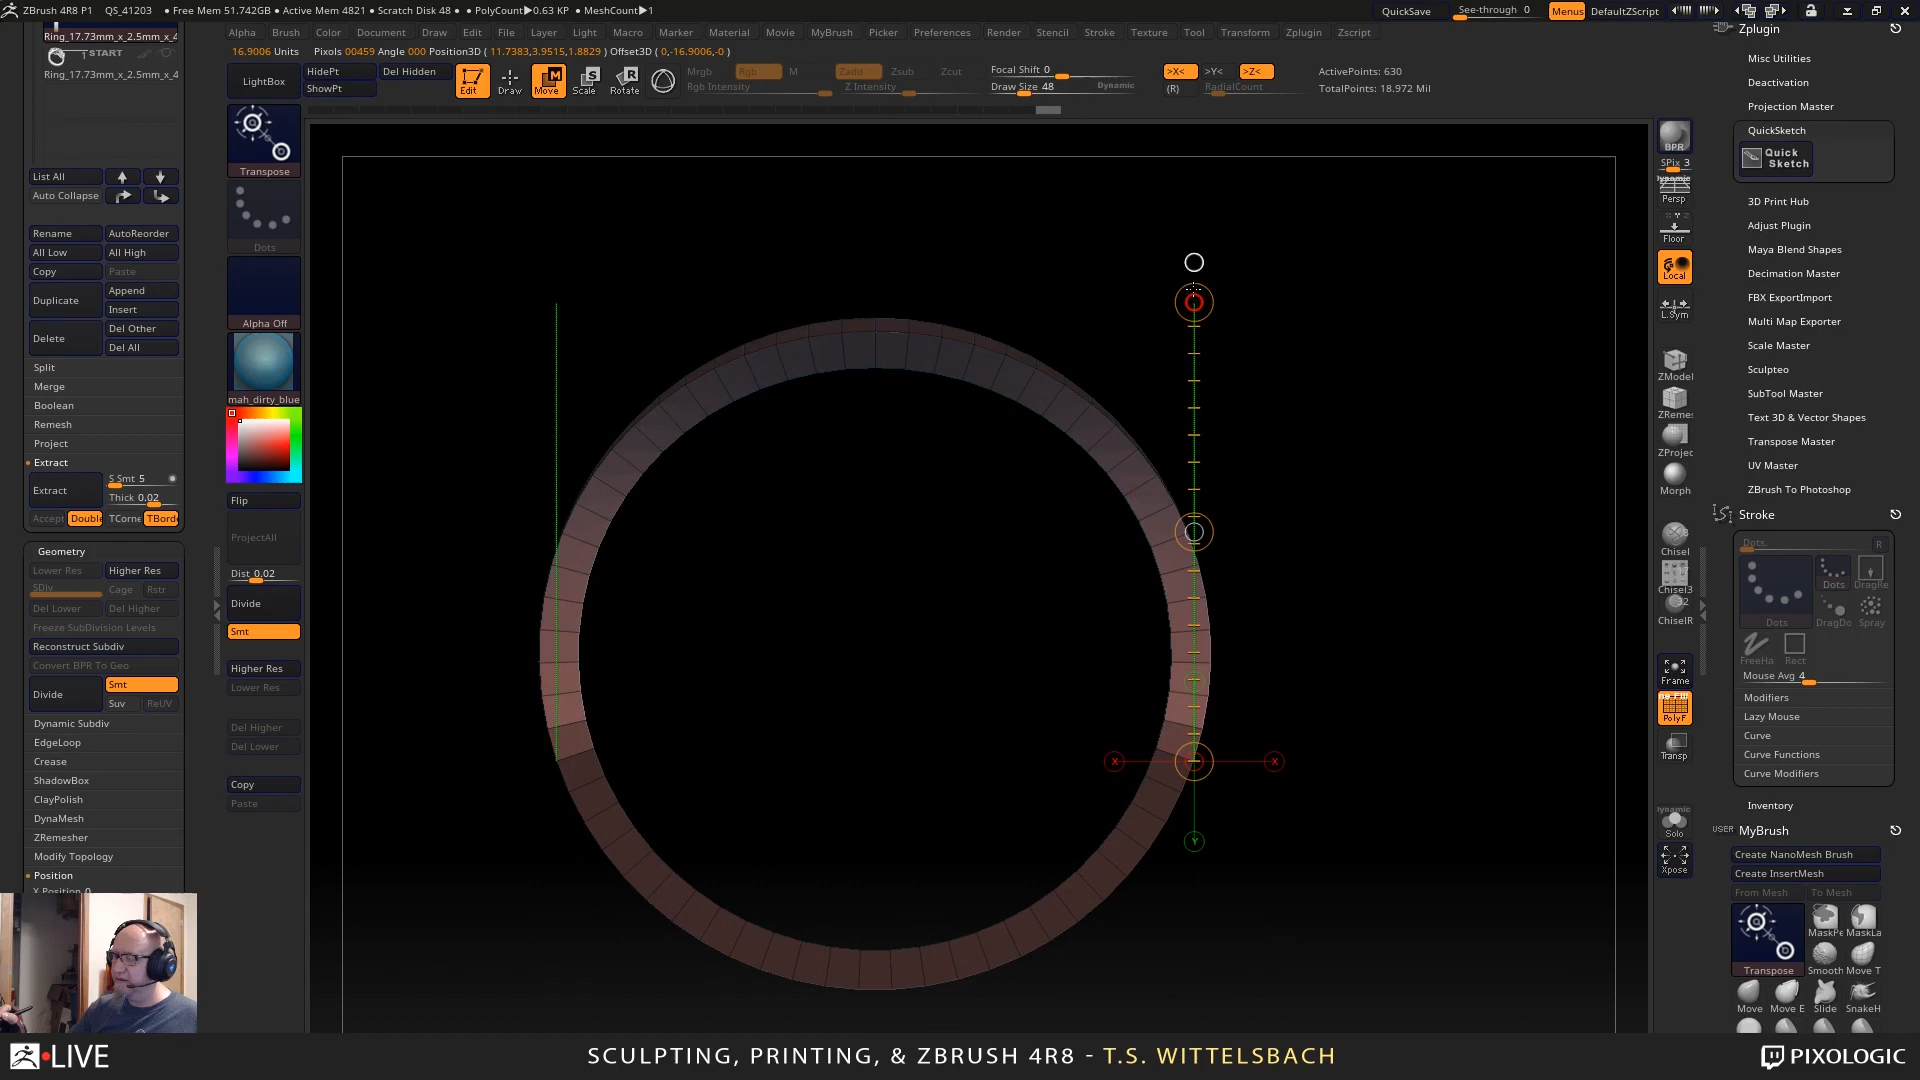 ZBrush 4R8 P1 QS_41203 • Free Mem 51.742GB • Active Mem 4821 • Scratch Disk 48 • PolyCount▶0.63 KP • MeshCount▶1
QuickSave See-through 0 Menus DefaultZScript
Alpha Brush Color Document Draw Edit File Layer Light Macro Marker Material Movie MyBrush Picker Preferences Render Stencil Stroke Texture Tool Transform Zplugin Zscript
16.9006 Units Pixols 00459 Angle 000 Position3D ( 11.7383,3.9515,1.8829 ) Offset3D ( 0,-16.9006,-0 )
LightBox
HidePt
ShowPt
Del Hidden
Edit Draw Move Scale Rotate
Mrgb Rgb M
Rgb Intensity
Zadd Zsub Zcut
Z Intensity
Focal Shift 0
Draw Size 48 Dynamic
>X< >Y< >Z<
(R) RadialCount
ActivePoints: 630
TotalPoints: 18.972 Mil
Ring_17.73mm_x_2.5mm_x_4
START
Ring_17.73mm_x_2.5mm_x_4
List All
Auto Collapse
Rename AutoReorder
All Low All High
Copy Paste
Duplicate
Append
Insert
Delete
Del Other
Del All
Split
Merge
Boolean
Remesh
Project
Extract
Extract
S Smt 5
Thick 0.02
Accept Double TCorne TBorde
Geometry
Lower Res Higher Res
SDiv Cage Rstr
Del Lower Del Higher
Freeze SubDivision Levels
Reconstruct Subdiv
Convert BPR To Geo
Divide
Smt
Suv ReUV
Dynamic Subdiv
EdgeLoop
Crease
ShadowBox
ClayPolish
DynaMesh
ZRemesher
Modify Topology
Position
X Position 0
Transpose
Dots
Alpha Off
mah_dirty_blue
Flip
ProjectAll
Dist 0.02
Divide
Smt
Higher Res
Lower Res
Del Higher
Del Lower
Copy
Paste
X
X
Y
BPR
SPix 3
Dynamic
Persp
Floor
Local
L.Sym
ZModel
ZReme
ZProjec
Morph
Chisel
Chisel3
32
ChiselR
Frame
PolyF
Transp
Dynamic
Solo
Xpose
Zplugin
Misc Utilities
Deactivation
Projection Master
QuickSketch
Quick
Sketch
3D Print Hub
Adjust Plugin
Maya Blend Shapes
Decimation Master
FBX ExportImport
Multi Map Exporter
Scale Master
Sculpteo
SubTool Master
Text 3D & Vector Shapes
Transpose Master
UV Master
ZBrush To Photoshop
Stroke
Dots. R
Dots
Dots DragRe
DragDo Spray
FreeHa Rect
Mouse Avg 4
Modifiers
Lazy Mouse
Curve
Curve Functions
Curve Modifiers
Inventory
USER MyBrush
Create NanoMesh Brush
Create InsertMesh
From Mesh To Mesh
MaskPe MaskLa
Transpose Smooth Move T
Move Move E Slide SnakeH
LIVE
SCULPTING, PRINTING, & ZBRUSH 4R8 - T.S. WITTELSBACH
PIXOLOGIC